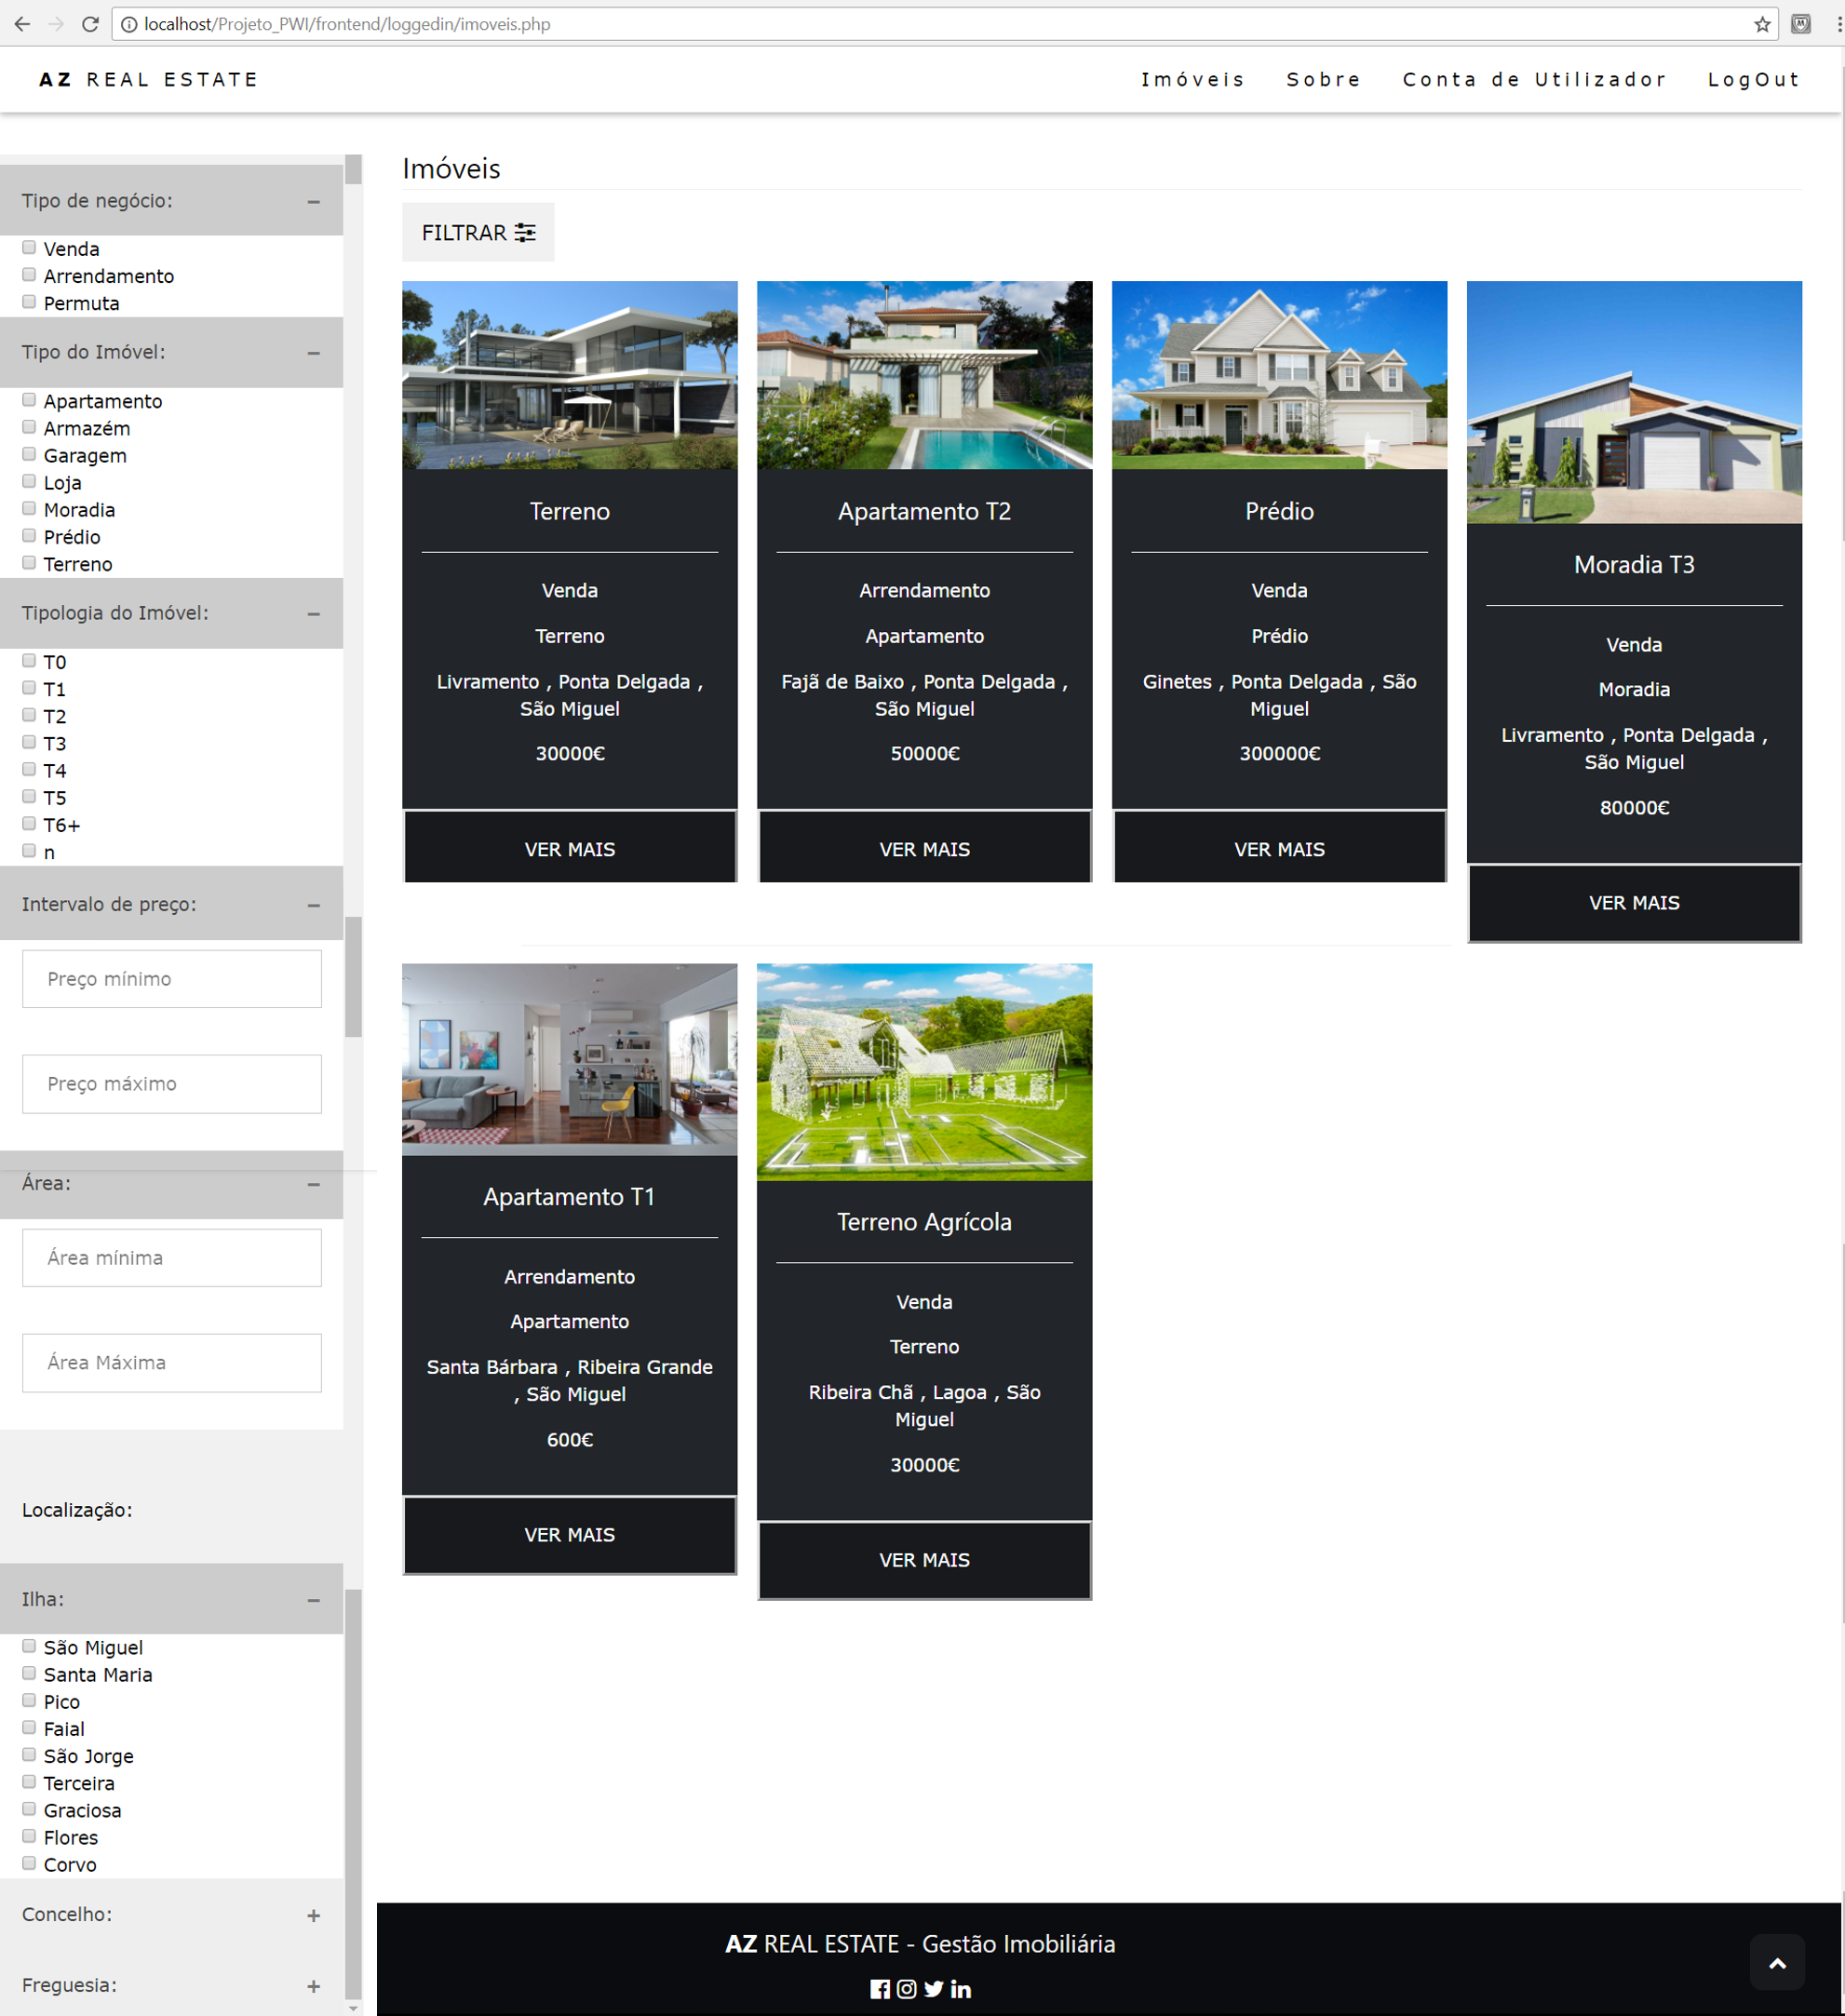 localhost/Projeto_PWI/frontend/loggedin/imoveis.php
AZ REAL ESTATE
Imóveis
Sobre
Conta de Utilizador
LogOut
Tipo de negócio:
Venda
Arrendamento
Permuta
Tipo do Imóvel:
Apartamento
Armazém
Garagem
Loja
Moradia
Prédio
Terreno
Tipologia do Imóvel:
T0
T1
T2
T3
T4
T5
T6+
n
Intervalo de preço:
Preço mínimo
Preço máximo
Área:
Área mínima
Área Máxima
Localização:
Ilha:
São Miguel
Santa Maria
Pico
Faial
São Jorge
Terceira
Graciosa
Flores
Corvo
Concelho:
Freguesia:
Imóveis
FILTRAR
Terreno
Venda
Terreno
Livramento , Ponta Delgada ,
São Miguel
30000€
VER MAIS
Apartamento T2
Arrendamento
Apartamento
Fajã de Baixo , Ponta Delgada ,
São Miguel
50000€
VER MAIS
Prédio
Venda
Prédio
Ginetes , Ponta Delgada , São
Miguel
300000€
VER MAIS
Moradia T3
Venda
Moradia
Livramento , Ponta Delgada ,
São Miguel
80000€
VER MAIS
Apartamento T1
Arrendamento
Apartamento
Santa Bárbara , Ribeira Grande
, São Miguel
600€
VER MAIS
Terreno Agrícola
Venda
Terreno
Ribeira Chã , Lagoa , São
Miguel
30000€
VER MAIS
AZ REAL ESTATE - Gestão Imobiliária